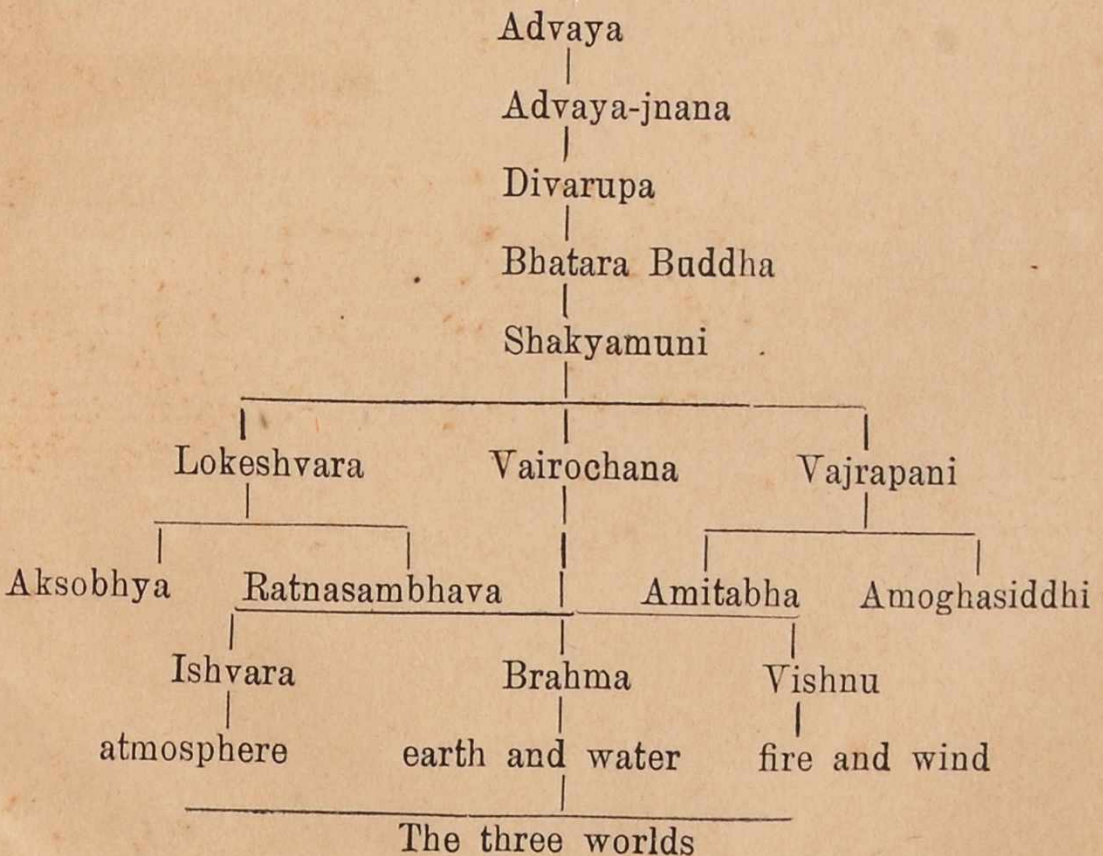 Advaya
Advaya-jnana
Divarupa
Bhatara Buddha
Shakyamuni
Lokeshvara Vairochana Vajrapani
Aksobhya Ratnasambhava Amitabha Amoghasiddhi
Ishvara Brahma Vishnu
atmosphere earth and water fire and wind
The three worlds